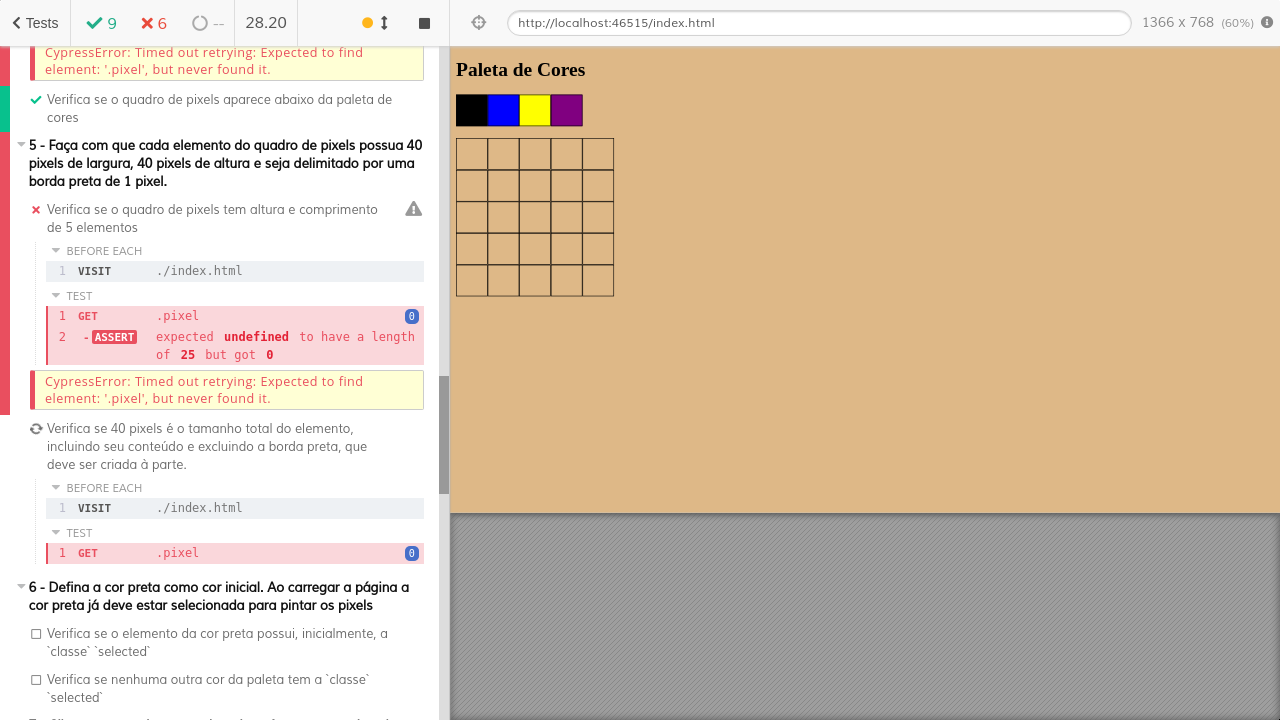 Tests
9
6
--
28.20
http://localhost:46515/index.html
1366 x 768 (60%)
CypressError: Timed out retrying: Expected to find
element: '.pixel', but never found it.
Verifica se o quadro de pixels aparece abaixo da paleta de
cores
5 - Faça com que cada elemento do quadro de pixels possua 40
pixels de largura, 40 pixels de altura e seja delimitado por uma
borda preta de 1 pixel.
Verifica se o quadro de pixels tem altura e comprimento
de 5 elementos
BEFORE EACH
1 VISIT ./index.html
TEST
1 GET .pixel 0
2 -ASSERT expected undefined to have a length
of 25 but got 0
CypressError: Timed out retrying: Expected to find
element: '.pixel', but never found it.
Verifica se 40 pixels é o tamanho total do elemento,
incluindo seu conteúdo e excluindo a borda preta, que
deve ser criada à parte.
BEFORE EACH
1 VISIT ./index.html
TEST
1 GET .pixel 0
6 - Defina a cor preta como cor inicial. Ao carregar a página a
cor preta já deve estar selecionada para pintar os pixels
Verifica se o elemento da cor preta possui, inicialmente, a
`classe` `selected`
Verifica se nenhuma outra cor da paleta tem a `classe`
`selected`
Paleta de Cores